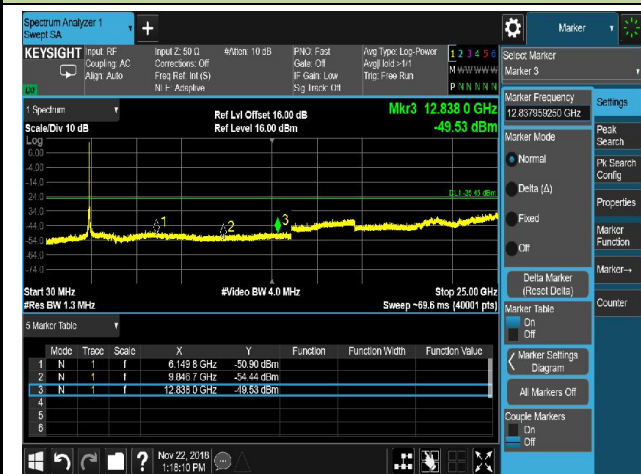 Spectrum Analyzer 1
Swept SA
+
Marker
KEYSIGHT
Input: RF
Coupling: AC
Align: Auto
Input Z: 50 Ω
Corrections: Off
Freq Ref: Int (S)
NFE: Adaptive
#Atten: 10 dB
PNO: Fast
Gate: Off
IF Gain: Low
Sig Track: Off
Avg Type: Log-Power
Avg|Hold >1/1
Trig: Free Run
1 2 3 4 5 6
M W W W W W
P N N N N N
Select Marker
Marker 3
1 Spectrum
Scale/Div 10 dB
Ref Lvl Offset 16.00 dB
Ref Level 16.00 dBm
Mkr3 12.838 0 GHz
-49.53 dBm
Log
6.00
-4.00
-14.0
-24.0
-34.0
-44.0
-54.0
-64.0
-74.0
1
2
3
Start 30 MHz
#Res BW 1.3 MHz
#Video BW 4.0 MHz
Stop 25.00 GHz
Sweep ~69.6 ms (40001 pts)
5 Marker Table
Mode Trace Scale X Y Function Function Width Function Value
1 N 1 f 6.149 8 GHz -50.90 dBm
2 N 1 f 9.846 7 GHz -54.44 dBm
3 N 1 f 12.838 0 GHz -49.53 dBm
4
5
6
Marker Frequency
12.837959250 GHz
Marker Mode
Normal
Delta (Δ)
Fixed
Off
Delta Marker
(Reset Delta)
Marker Table
On
Off
Marker Settings
Diagram
All Markers Off
Couple Markers
On
Off
Settings
Peak
Search
Pk Search
Config
Properties
Marker
Function
Marker→
Counter
?
Nov 22, 2018
1:18:10 PM